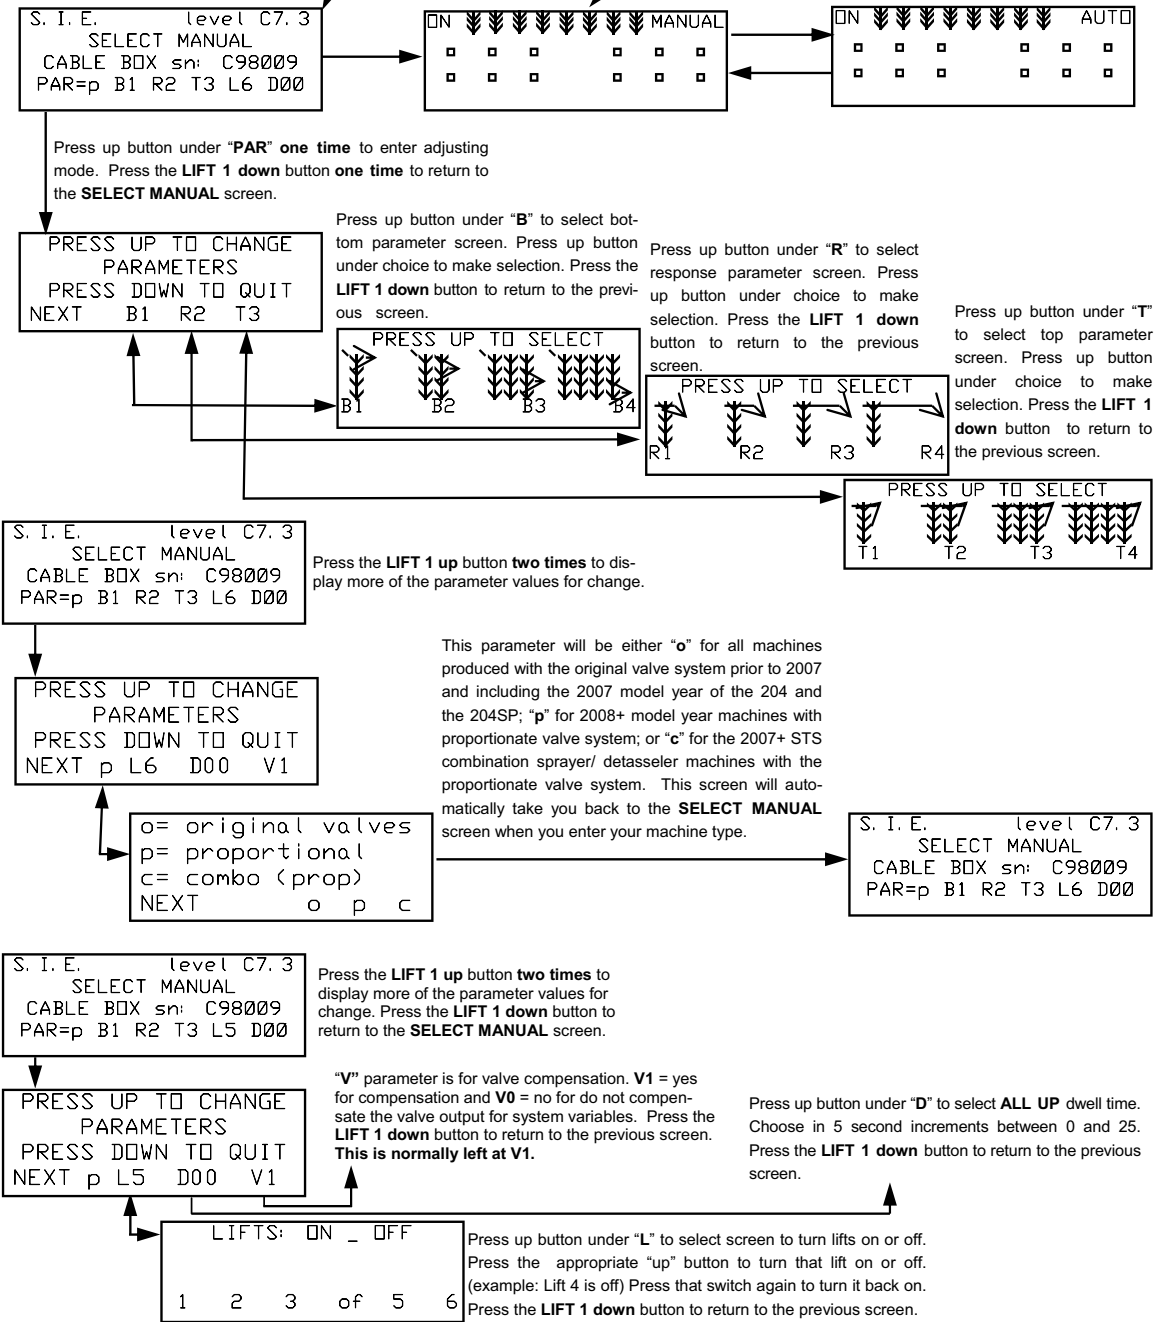 S. I. E. level C7. 3
SELECT MANUAL
CABLE BOX sn: C98009
PAR=p B1 R2 T3 L6 D00
ON MANUAL
ON AUTO
Press up button under “PAR” one time to enter adjusting
mode. Press the LIFT 1 down button one time to return to
the SELECT MANUAL screen.
PRESS UP TO CHANGE
PARAMETERS
PRESS DOWN TO QUIT
NEXT B1 R2 T3
Press up button under “B” to select bot-
tom parameter screen. Press up button
under choice to make selection. Press the
LIFT 1 down button to return to the previ-
ous screen.
PRESS UP TO SELECT
B1 B2 B3 B4
Press up button under “R” to select
response parameter screen. Press
up button under choice to make
selection. Press the LIFT 1 down
button to return to the previous
screen.
PRESS UP TO SELECT
R1 R2 R3 R4
Press up button under “T”
to select top parameter
screen. Press up button
under choice to make
selection. Press the LIFT 1
down button to return to
the previous screen.
PRESS UP TO SELECT
T1 T2 T3 T4
S. I. E. level C7. 3
SELECT MANUAL
CABLE BOX sn: C98009
PAR=p B1 R2 T3 L6 D00
Press the LIFT 1 up button two times to dis-
play more of the parameter values for change.
PRESS UP TO CHANGE
PARAMETERS
PRESS DOWN TO QUIT
NEXT p L6 D00 V1
This parameter will be either “o” for all machines
produced with the original valve system prior to 2007
and including the 2007 model year of the 204 and
the 204SP; “p” for 2008+ model year machines with
proportionate valve system; or “c” for the 2007+ STS
combination sprayer/ detasseler machines with the
proportionate valve system. This screen will auto-
matically take you back to the SELECT MANUAL
screen when you enter your machine type.
o= original valves
p= proportional
c= combo (prop)
NEXT o p c
S. I. E. level C7. 3
SELECT MANUAL
CABLE BOX sn: C98009
PAR=p B1 R2 T3 L6 D00
S. I. E. level C7. 3
SELECT MANUAL
CABLE BOX sn: C98009
PAR=p B1 R2 T3 L5 D00
Press the LIFT 1 up button two times to
display more of the parameter values for
change. Press the LIFT 1 down button to
return to the SELECT MANUAL screen.
PRESS UP TO CHANGE
PARAMETERS
PRESS DOWN TO QUIT
NEXT p L5 D00 V1
“V” parameter is for valve compensation. V1 = yes
for compensation and V0 = no for do not compen-
sate the valve output for system variables. Press the
LIFT 1 down button to return to the previous screen.
This is normally left at V1.
Press up button under “D” to select ALL UP dwell time.
Choose in 5 second increments between 0 and 25.
Press the LIFT 1 down button to return to the previous
screen.
LIFTS: ON _ OFF
1 2 3 of 5 6
Press up button under “L” to select screen to turn lifts on or off.
Press the appropriate “up” button to turn that lift on or off.
(example: Lift 4 is off) Press that switch again to turn it back on.
Press the LIFT 1 down button to return to the previous screen.